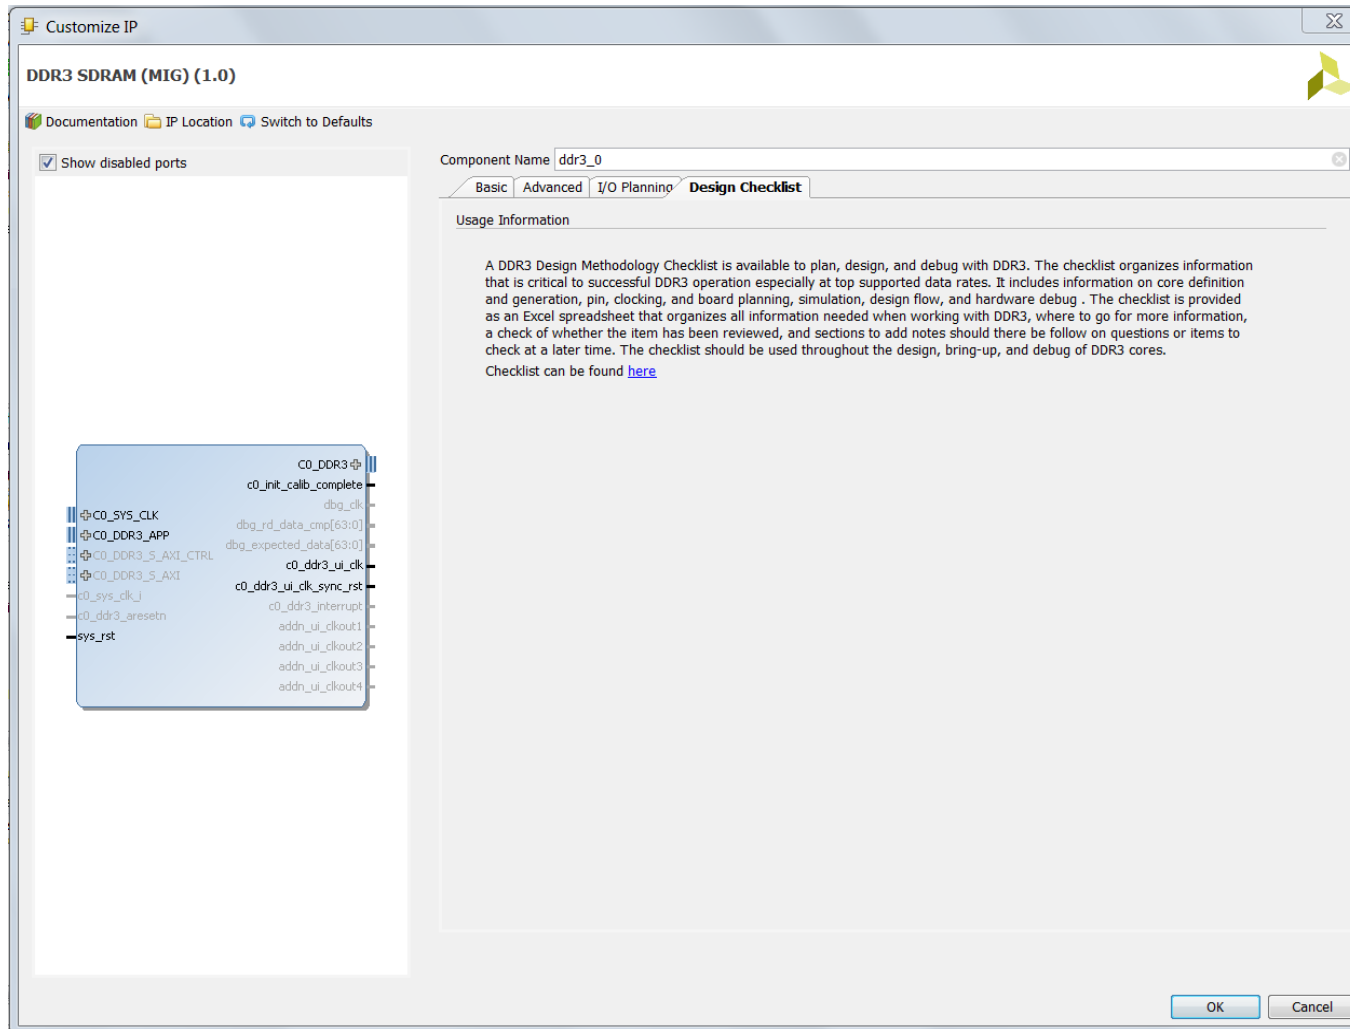 Customize IP
DDR3 SDRAM (MIG) (1.0)
Documentation IP Location Switch to Defaults
Show disabled ports
C0_DDR3
c0_init_calib_complete
dbg_clk
C0_SYS_CLK
dbg_rd_data_cmp[63:0]
C0_DDR3_APP
dbg_expected_data[63:0]
C0_DDR3_S_AXI_CTRL
c0_ddr3_ui_clk
C0_DDR3_S_AXI
c0_ddr3_ui_clk_sync_rst
c0_sys_clk_i
c0_ddr3_interrupt
c0_ddr3_aresetn
addn_ui_clkout1
sys_rst
addn_ui_clkout2
addn_ui_clkout3
addn_ui_clkout4
Component Name ddr3_0
Basic Advanced I/O Planning Design Checklist
Usage Information
A DDR3 Design Methodology Checklist is available to plan, design, and debug with DDR3. The checklist organizes information
that is critical to successful DDR3 operation especially at top supported data rates. It includes information on core definition
and generation, pin, clocking, and board planning, simulation, design flow, and hardware debug . The checklist is provided
as an Excel spreadsheet that organizes all information needed when working with DDR3, where to go for more information,
a check of whether the item has been reviewed, and sections to add notes should there be follow on questions or items to
check at a later time. The checklist should be used throughout the design, bring-up, and debug of DDR3 cores.
Checklist can be found here
OK Cancel